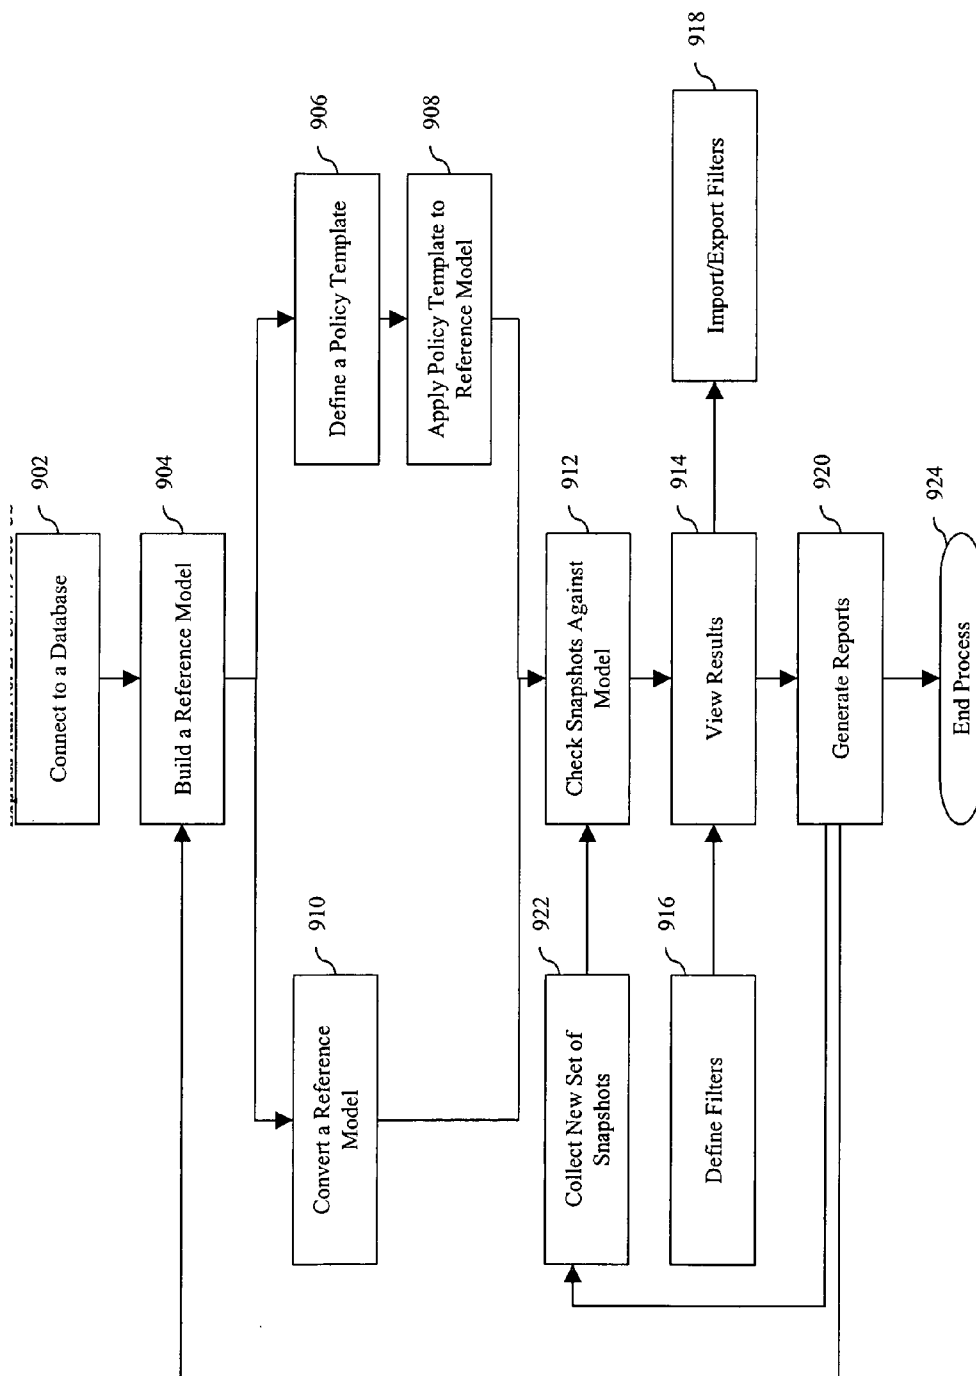 902
Connect to a Database
904
Build a Reference Model
906
Define a Policy Template
908
Apply Policy Template to
Reference Model
910
Convert a Reference
Model
912
Check Snapshots Against
Model
922
Collect New Set of
Snapshots
914
View Results
916
Define Filters
918
Import/Export Filters
920
Generate Reports
924
End Process